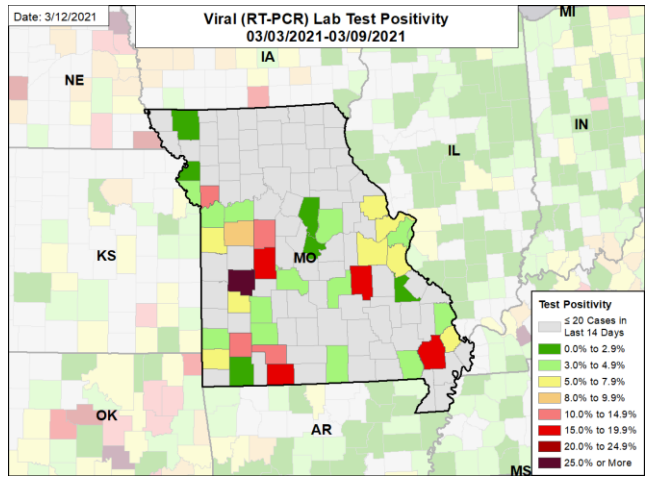 Date: 3/12/2021
Viral (RT-PCR) Lab Test Positivity
03/03/2021-03/09/2021
MI
IA
NE
IN
IL
KS
MO
OK
AR
MS
Test Positivity
≤ 20 Cases in
Last 14 Days
0.0% to 2.9%
3.0% to 4.9%
5.0% to 7.9%
8.0% to 9.9%
10.0% to 14.9%
15.0% to 19.9%
20.0% to 24.9%
25.0% or More